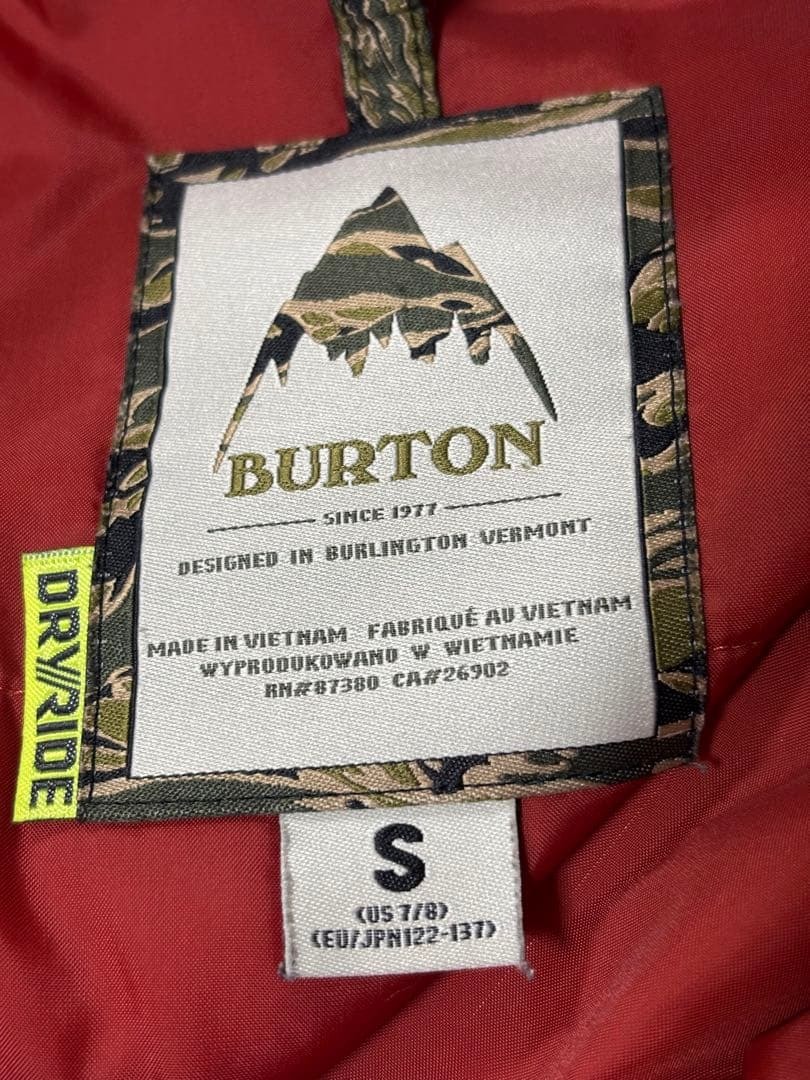 BURTON
SINCE 1977
DESIGNED IN BURLINGTON VERMONT
MADE IN VIETNAM FABRIQUÉ AU VIETNAM
WYPRODUKOWANO W WIETNAMIE
RN#87380 CA#26902
DRY//RIDE
S
(US 7/8)
(EU/JPN122-137)